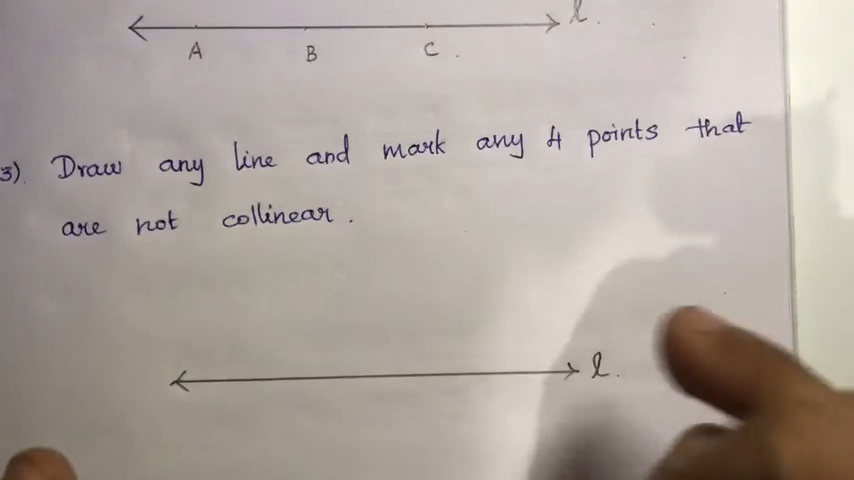 l.
A B C .
3). Draw any line and mark any 4 points that
are not collinear.
l.